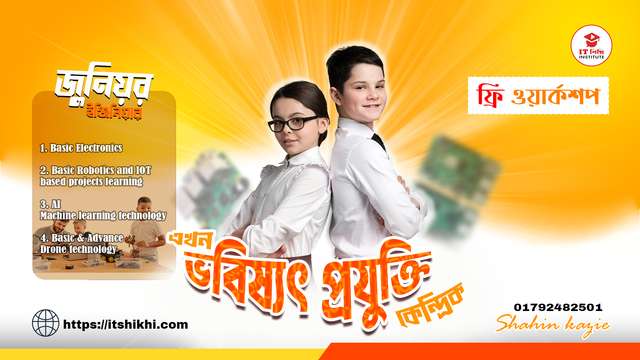 IT শিখি
INSTITUTE
জুনিয়র
ইঞ্জিনিয়ার
ফ্রি ওয়ার্কশপ
1. Basic Electronics
2. Basic Robotics and IOT
based projects learning
3. AI
Machine learning technology
4. Basic & Advance
Drone technology
এখন
ভবিষ্যৎ প্রযুক্তি
কেন্দ্রিক
https://itshikhi.com
01792482501
Shahin kazie